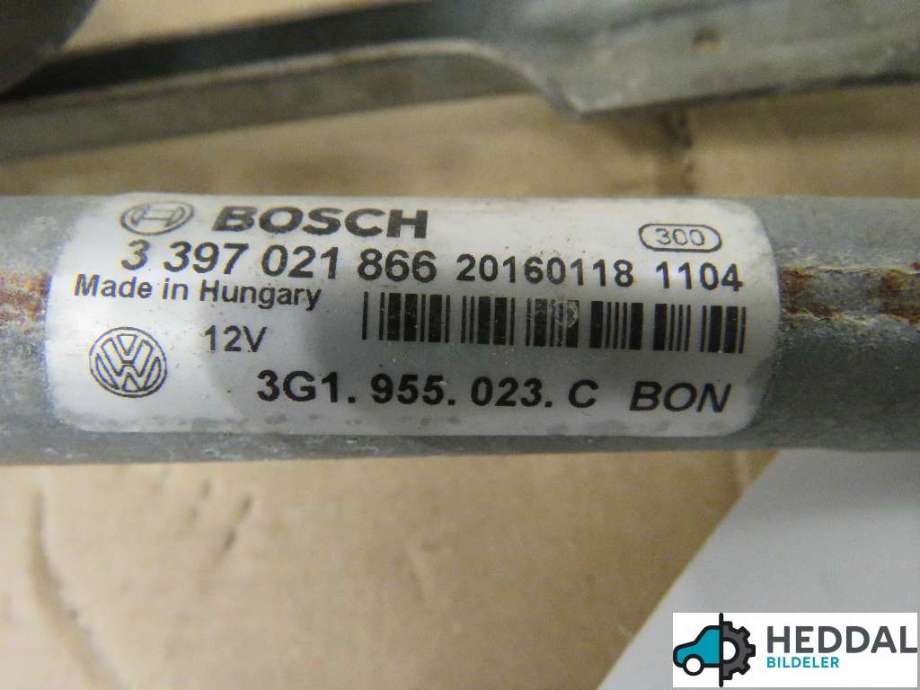 BOSCH
300
3 397 021 866 20160118 1104
Made in Hungary
12V
3G1. 955. 023. C BON
HEDDAL
BILDELER